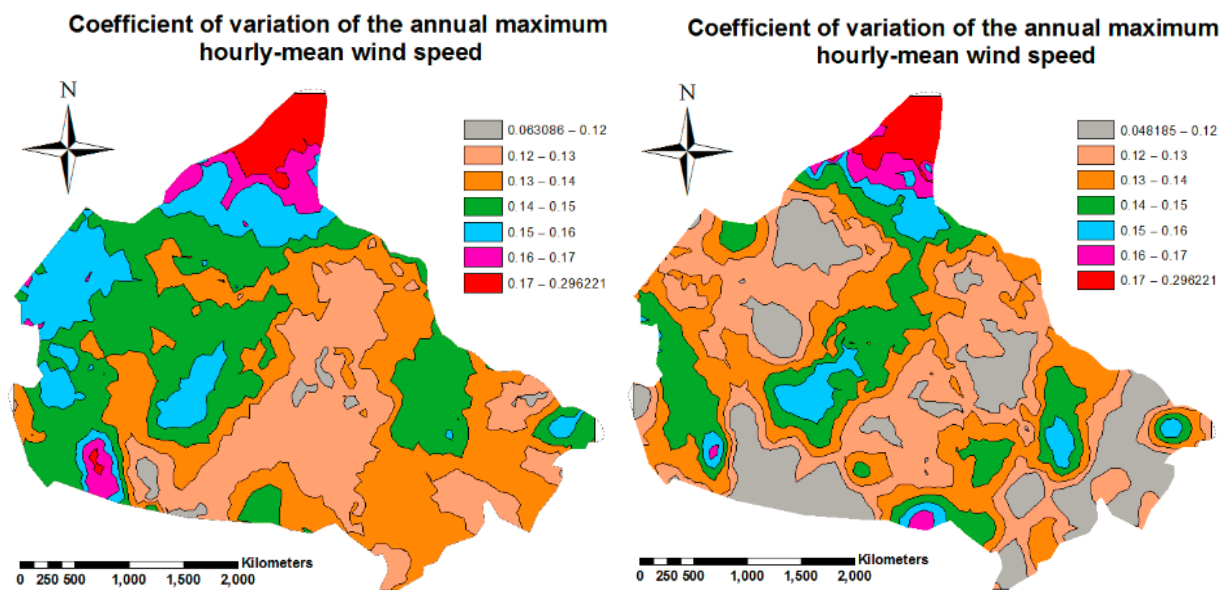 Coefficient of variation of the annual maximum
hourly-mean wind speed
N
0.063086 – 0.12
0.12 – 0.13
0.13 – 0.14
0.14 – 0.15
0.15 – 0.16
0.16 – 0.17
0.17 – 0.296221
Kilometers
0 250 500 1,000 1,500 2,000
Coefficient of variation of the annual maximum
hourly-mean wind speed
N
0.048185 – 0.12
0.12 – 0.13
0.13 – 0.14
0.14 – 0.15
0.15 – 0.16
0.16 – 0.17
0.17 – 0.296221
Kilometers
0 250 500 1,000 1,500 2,000